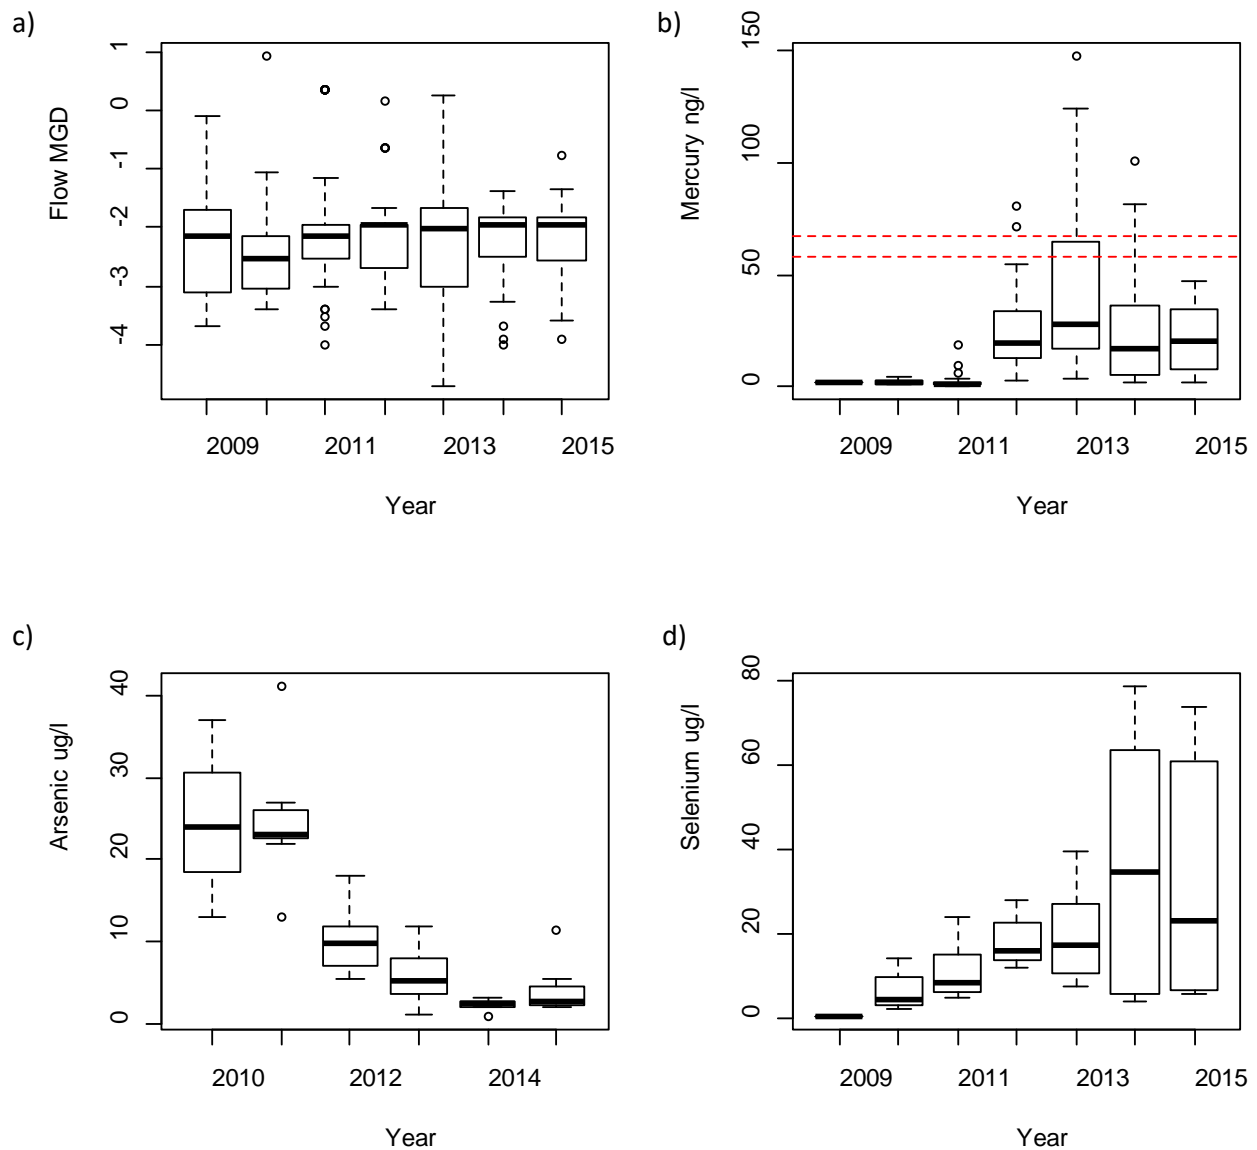 a)
Flow MGD
1
0
-1
-2
-3
-4
2009 2011 2013 2015
Year
b)
Mercury ng/l
150
100
50
0
2009 2011 2013 2015
Year
c)
Arsenic ug/l
40
30
20
10
0
2010 2012 2014
Year
d)
Selenium ug/l
80
60
40
20
0
2009 2011 2013 2015
Year